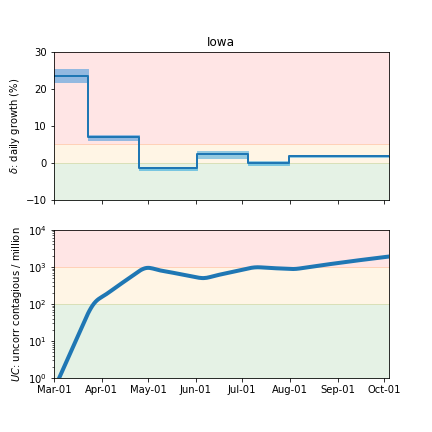 Iowa
δ: daily growth (%)
30
20
10
0
−10
UC: uncorr contagious / million
10⁴
10³
10²
10¹
10⁰
Mar-01 Apr-01 May-01 Jun-01 Jul-01 Aug-01 Sep-01 Oct-01